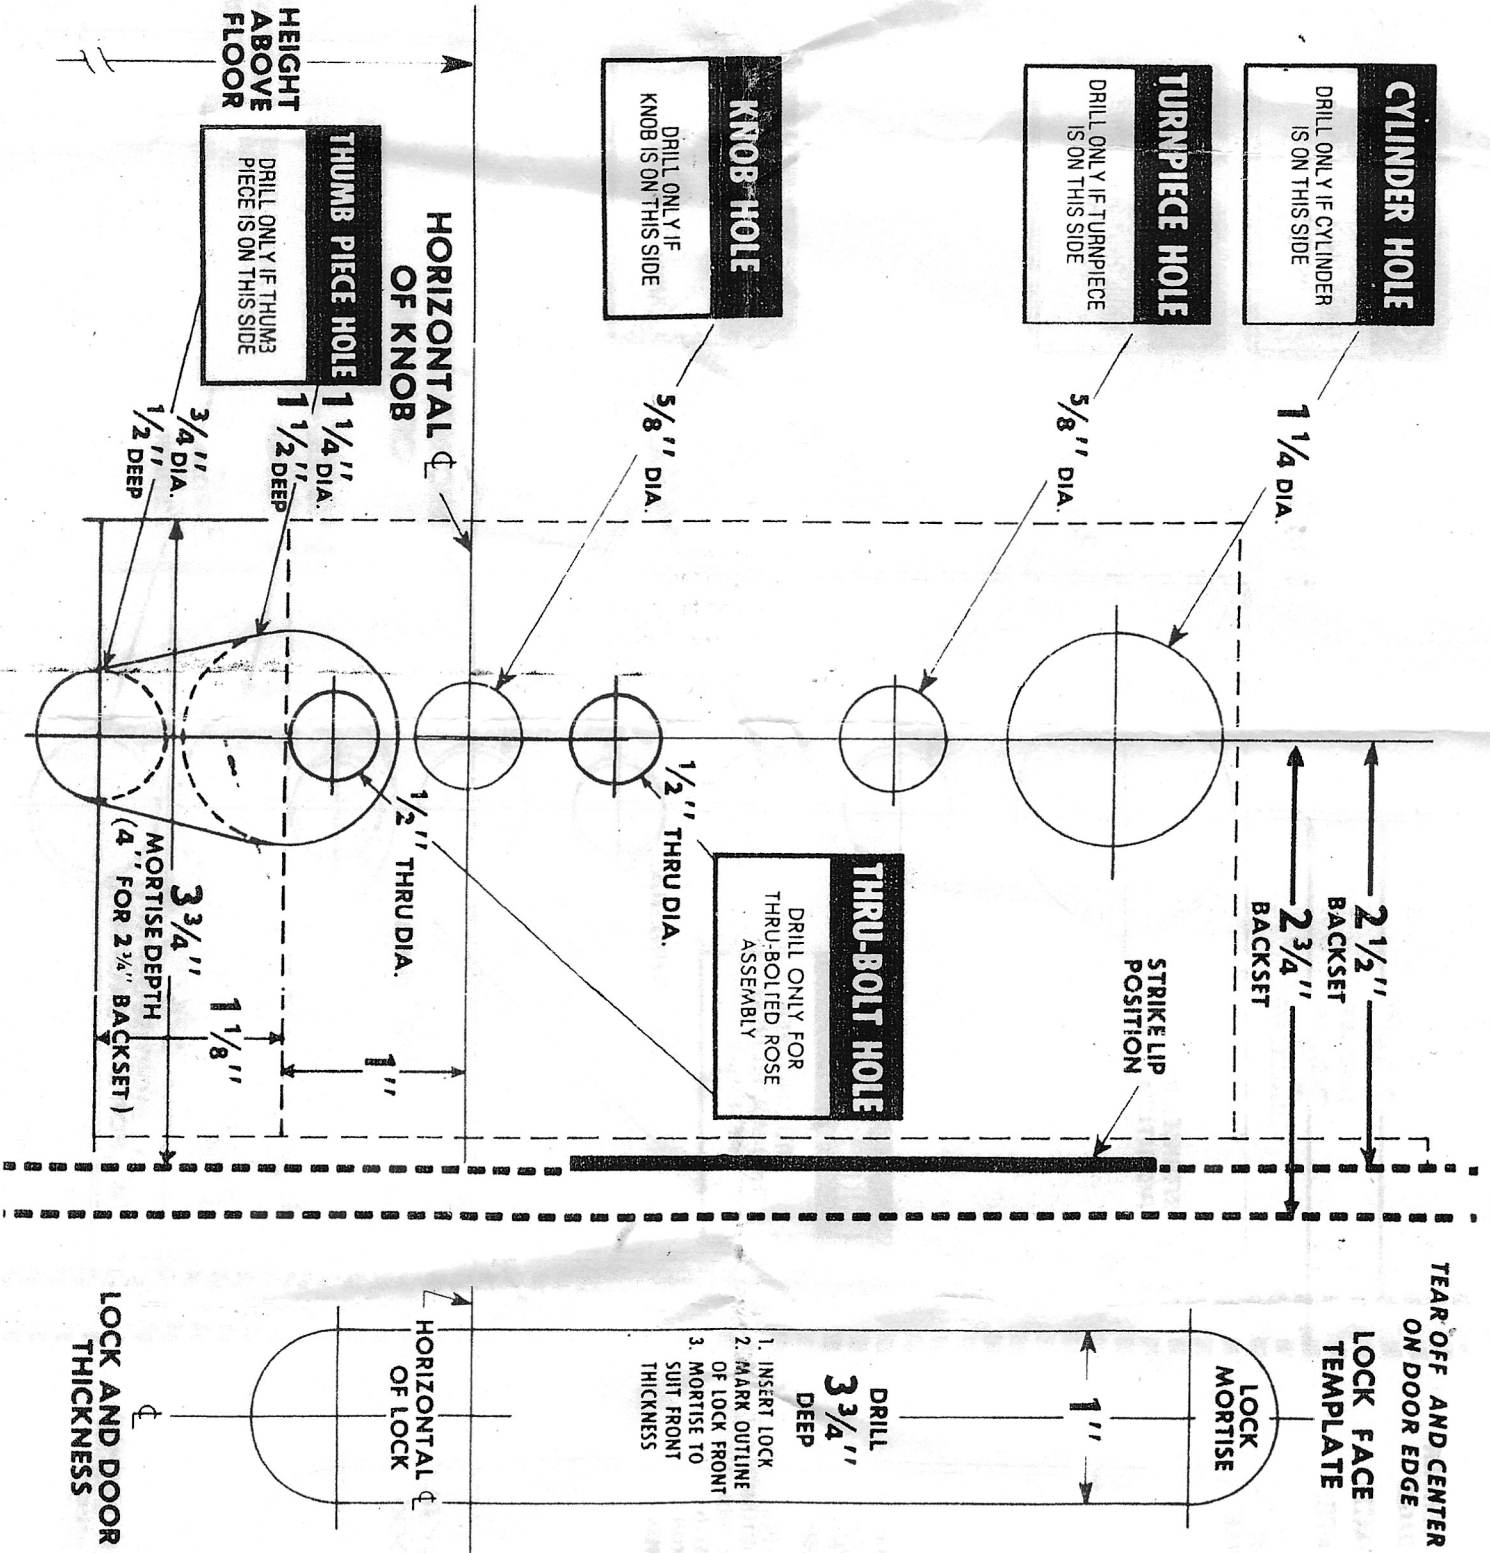 CYLINDER HOLE
DRILL ONLY IF CYLINDER
IS ON THIS SIDE
1 1/4 DIA.
TURNPIECE HOLE
DRILL ONLY IF TURNPIECE
IS ON THIS SIDE
5/8" DIA.
KNOB HOLE
DRILL ONLY IF
KNOB IS ON THIS SIDE
5/8" DIA.
HORIZONTAL ℄
OF KNOB
HEIGHT
ABOVE
FLOOR
THUMB PIECE HOLE
DRILL ONLY IF THUMB
PIECE IS ON THIS SIDE
1 1/4" DIA.
1 1/2" DEEP
3/4" DIA.
1/2" DEEP
2 1/2"
BACKSET
2 3/4"
BACKSET
STRIKE LIP
POSITION
THRU-BOLT HOLE
DRILL ONLY FOR
THRU-BOLTED ROSE
ASSEMBLY
1/2" THRU DIA.
1/2" THRU DIA.
1"
1 1/8"
3 3/4"
MORTISE DEPTH
(4" FOR 2 3/4" BACKSET)
TEAR OFF AND CENTER
ON DOOR EDGE
LOCK FACE
TEMPLATE
LOCK
MORTISE
1"
DRILL
3 3/4"
DEEP
1. INSERT LOCK
2. MARK OUTLINE
OF LOCK FRONT
3. MORTISE TO
SUIT FRONT
THICKNESS
HORIZONTAL ℄
OF LOCK
℄
LOCK AND DOOR
THICKNESS